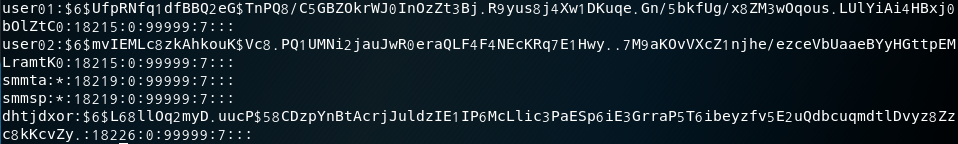 user01:$6$UfpRNfq1dfBBQ2eG$TnPQ8/C5GBZOkrWJ0InOzZt3Bj.R9yus8j4Xw1DKuqe.Gn/5bkfUg/x8ZM3wOqous.LUlYiAi4HBxj0
bOlZtC0:18215:0:99999:7:::
user02:$6$mvIEMLc8zkAhkouK$Vc8.PQ1UMNi2jauJwR0eraQLF4F4NEcKRq7E1Hwy..7M9aKOvVXcZ1njhe/ezceVbUaaeBYyHGttpEM
LramtK0:18215:0:99999:7:::
smmta:*:18219:0:99999:7:::
smmsp:*:18219:0:99999:7:::
dhtjdxor:$6$L68llOq2myD.uucP$58CDzpYnBtAcrjJuldzIE1IP6McLlic3PaESp6iE3GrraP5T6ibeyzfv5E2uQdbcuqmdtlDvyz8Zz
c8kKcvZy.:18226:0:99999:7:::